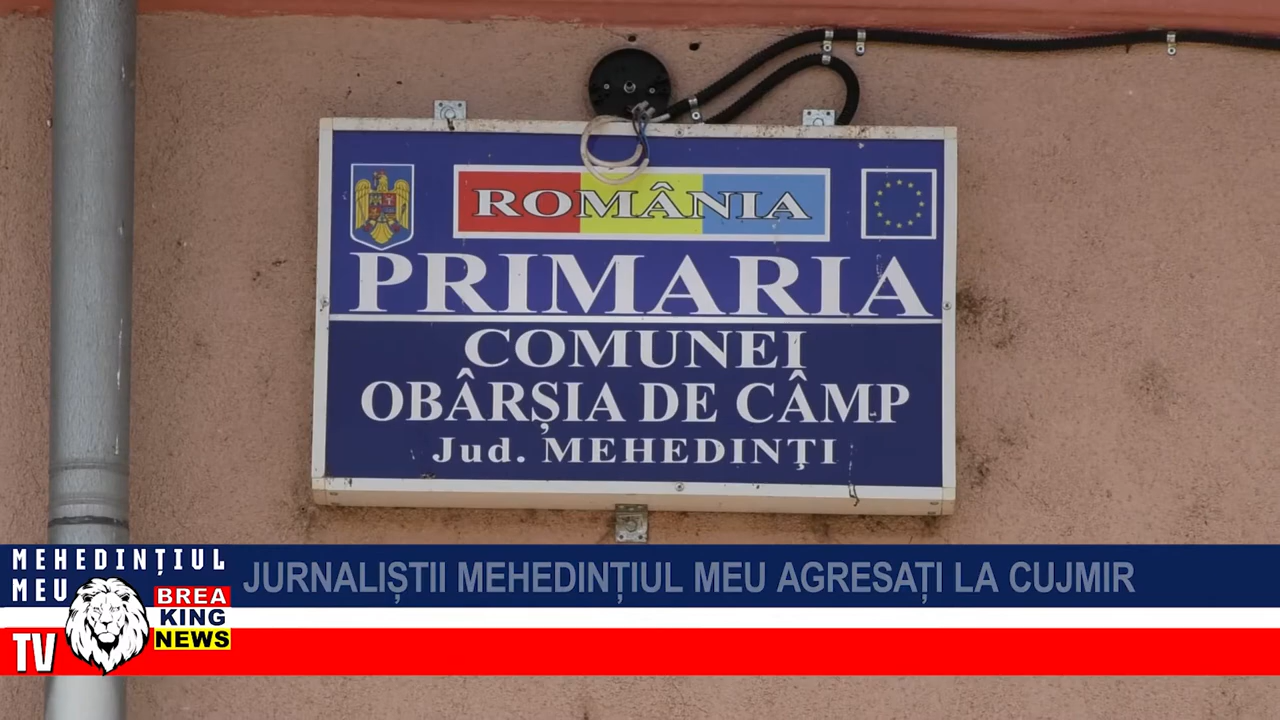 ROMÂNIA
PRIMARIA
COMUNEI
OBÂRȘIA DE CÂMP
Jud. MEHEDINŢI
MEHEDINȚIUL
MEU
TV
BREA
KING
NEWS
JURNALIȘTII MEHEDINȚIUL MEU AGRESAȚI LA CUJMIR